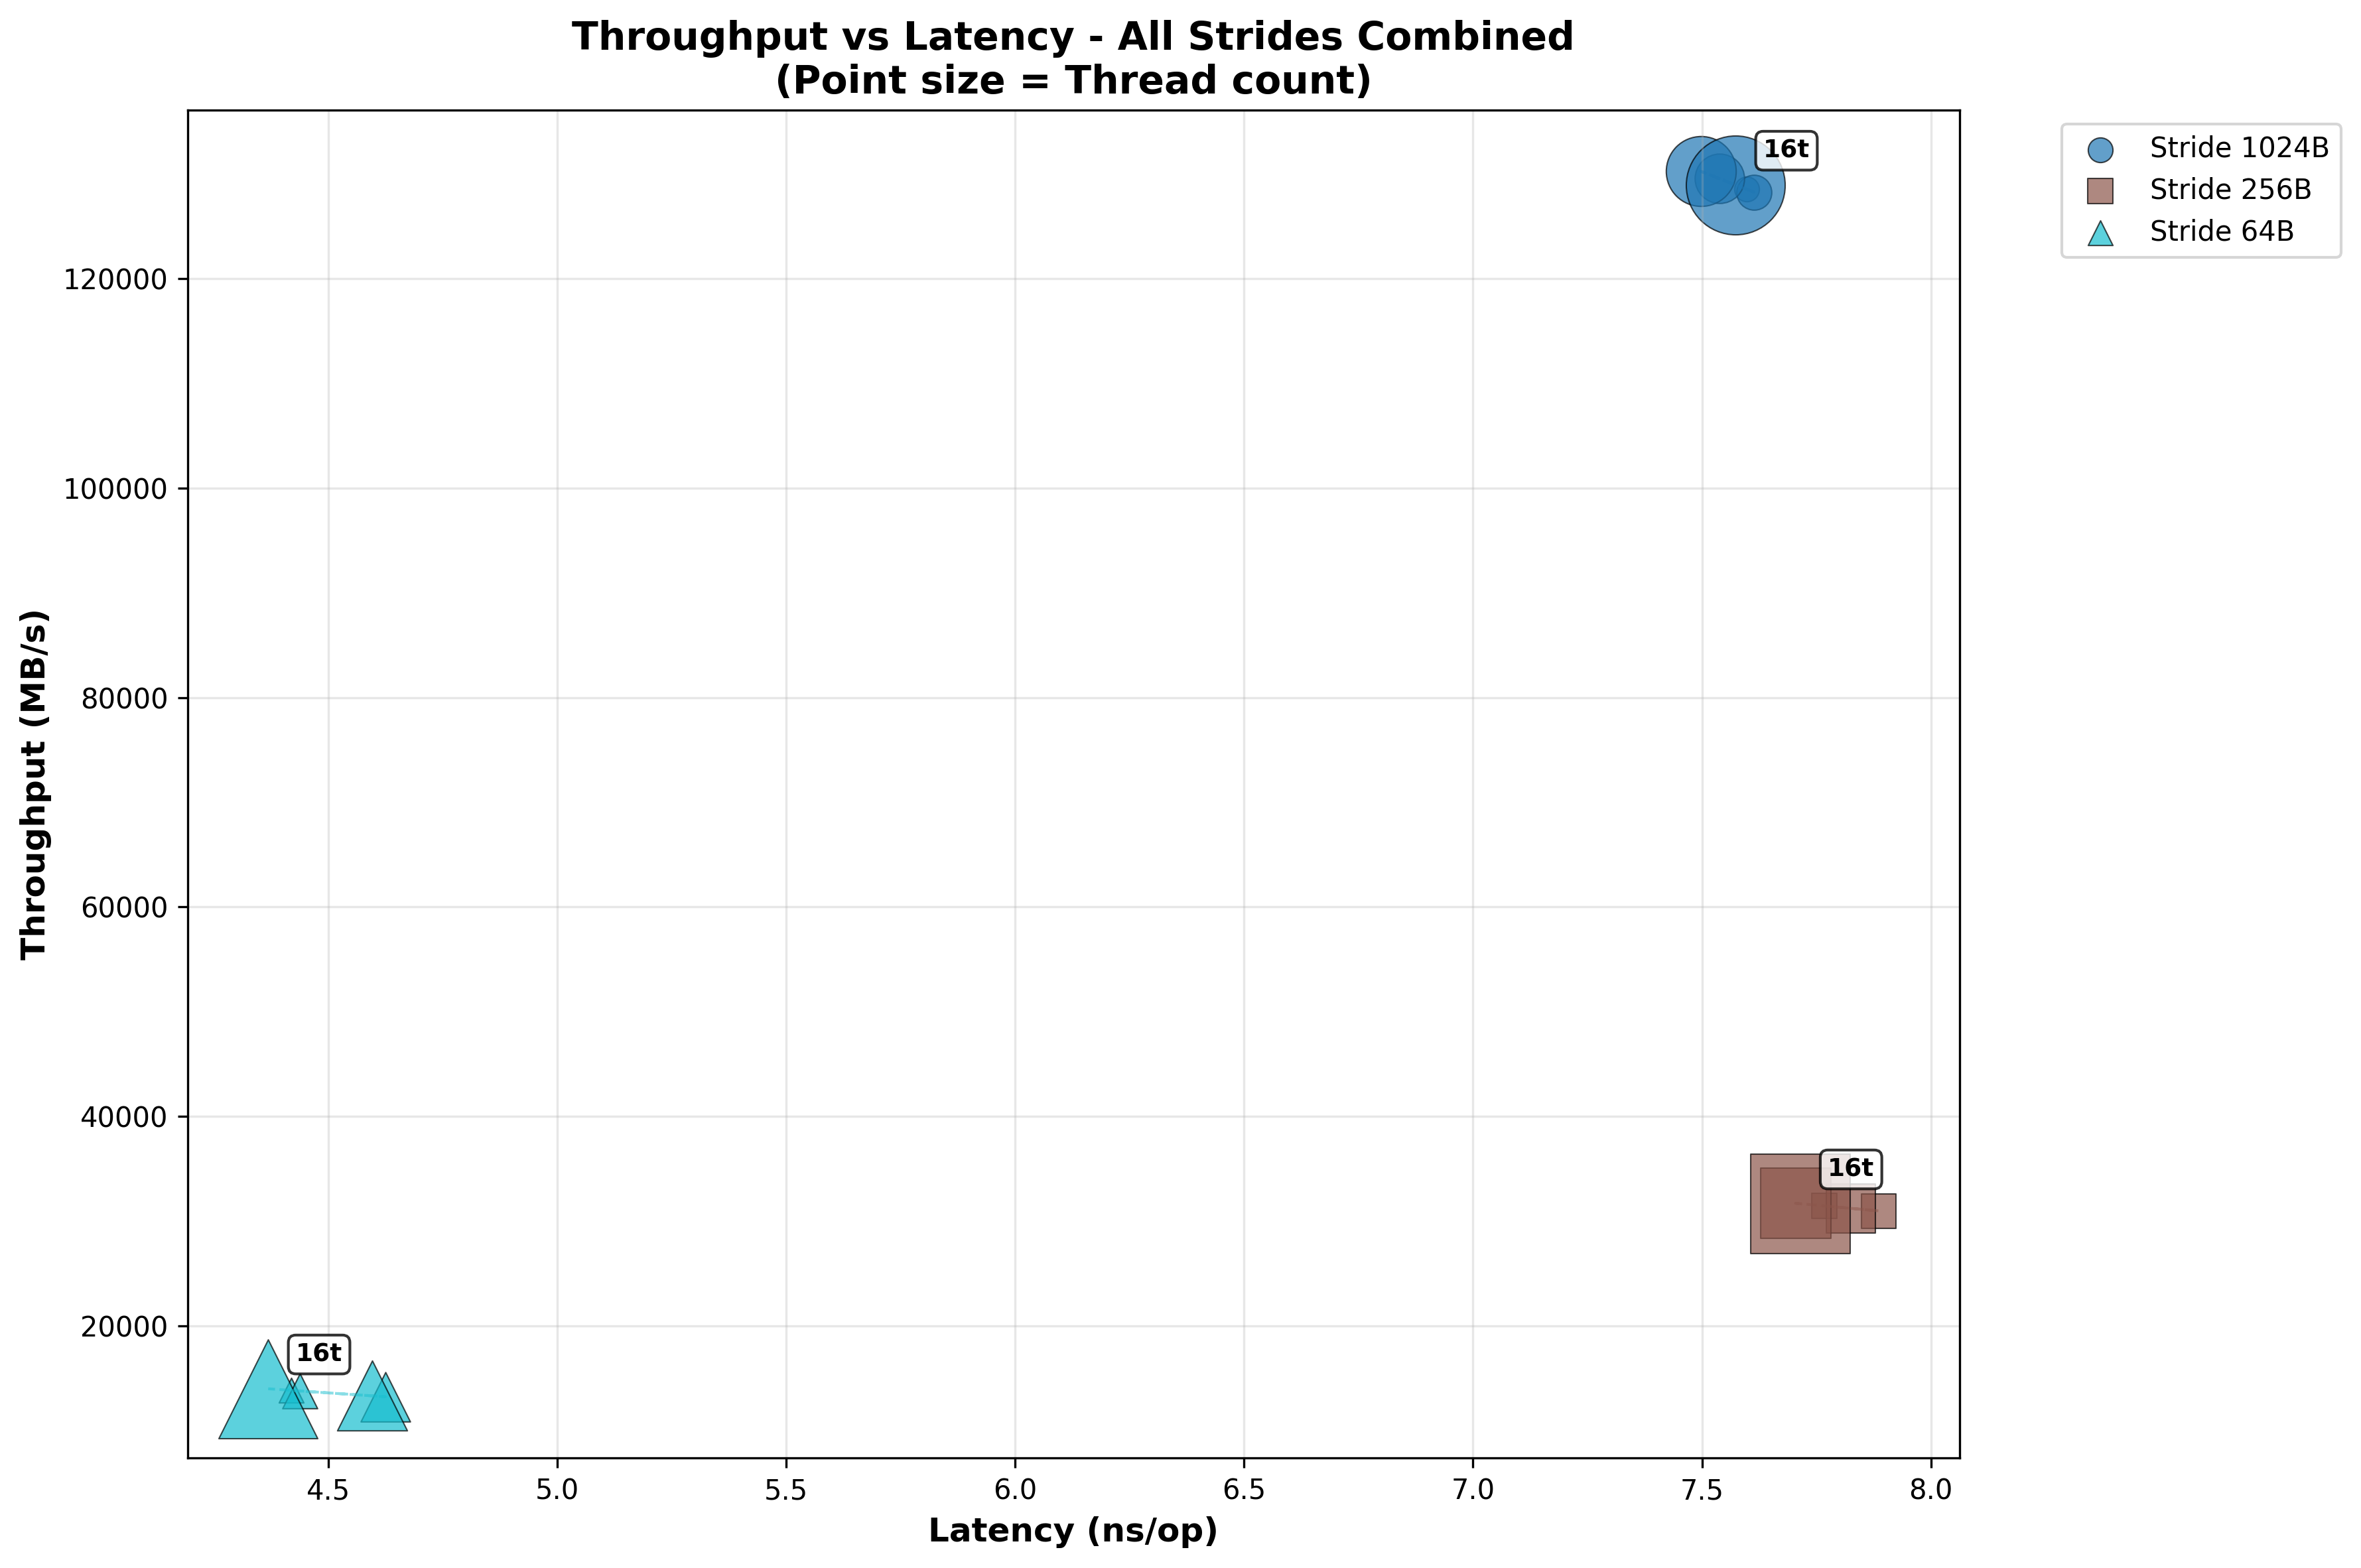 Throughput vs Latency - All Strides Combined
(Point size = Thread count)
16t
Stride 1024B
Stride 256B
Stride 64B
120000
100000
80000
60000
40000
20000
Throughput (MB/s)
16t
16t
4.5
5.0
5.5
6.0
6.5
7.0
7.5
8.0
Latency (ns/op)